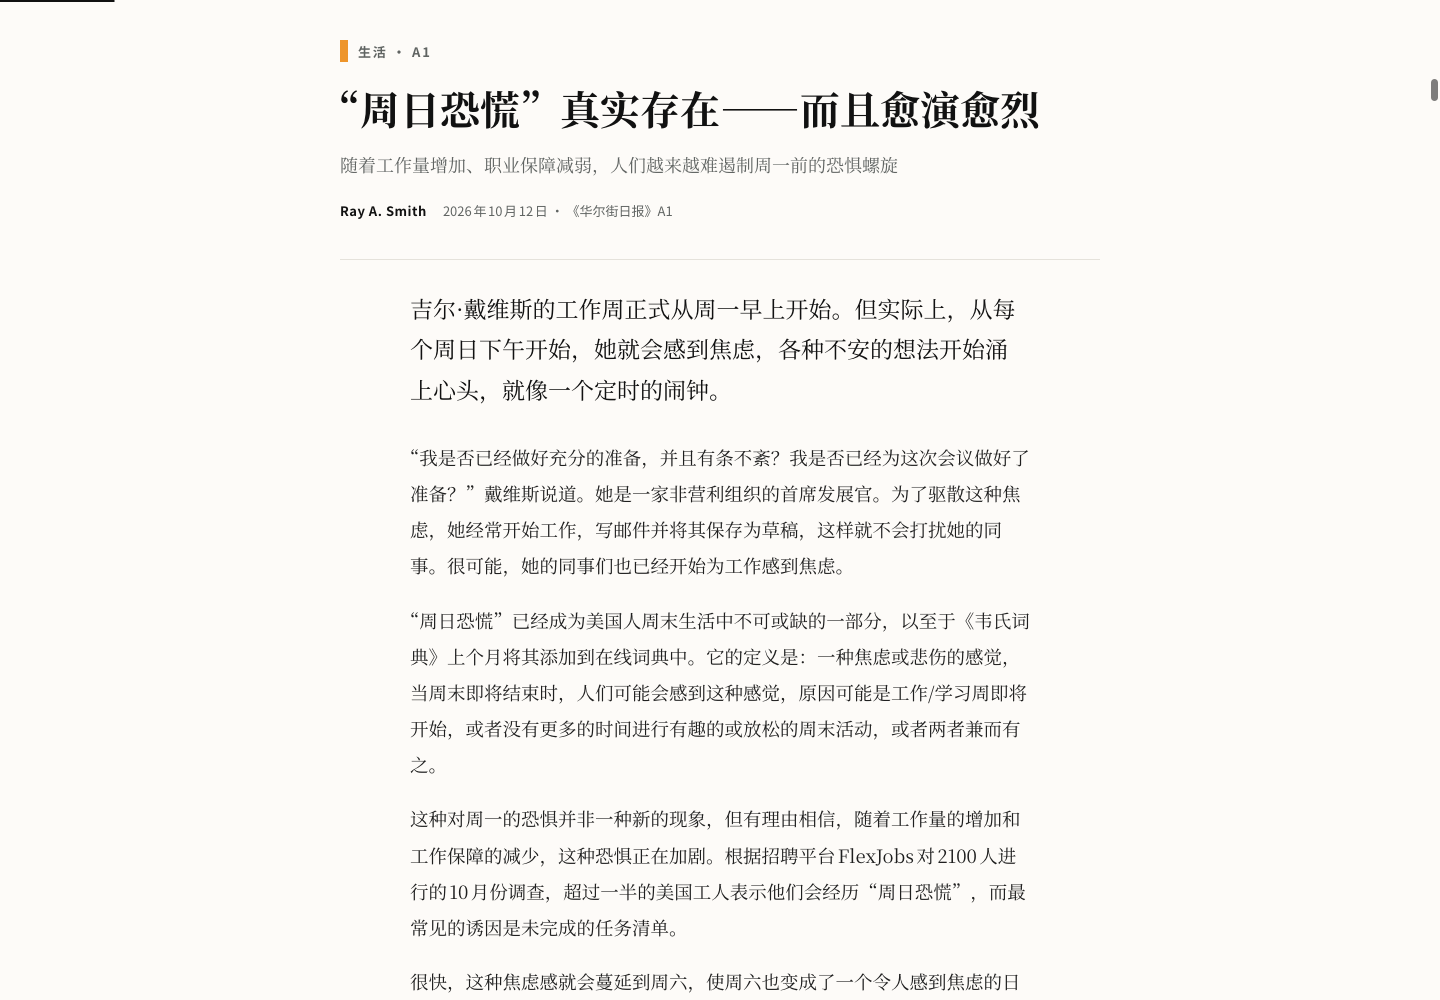 生活 · A1
“周日恐慌”真实存在——而且愈演愈烈
随着工作量增加、职业保障减弱，人们越来越难遏制周一前的恐惧螺旋
Ray A. Smith 2026年10月12日 · 《华尔街日报》A1
吉尔·戴维斯的工作周正式从周一早上开始。但实际上，从每
个周日下午开始，她就会感到焦虑，各种不安的想法开始涌
上心头，就像一个定时的闹钟。
“我是否已经做好充分的准备，并且有条不紊？我是否已经为这次会议做好了
准备？”戴维斯说道。她是一家非营利组织的首席发展官。为了驱散这种焦
虑，她经常开始工作，写邮件并将其保存为草稿，这样就不会打扰她的同
事。很可能，她的同事们也已经开始为工作感到焦虑。
“周日恐慌”已经成为美国人周末生活中不可或缺的一部分，以至于《韦氏词
典》上个月将其添加到在线词典中。它的定义是：一种焦虑或悲伤的感觉，
当周末即将结束时，人们可能会感到这种感觉，原因可能是工作/学习周即将
开始，或者没有更多的时间进行有趣的或放松的周末活动，或者两者兼而有
之。
这种对周一的恐惧并非一种新的现象，但有理由相信，随着工作量的增加和
工作保障的减少，这种恐惧正在加剧。根据招聘平台 FlexJobs 对 2100 人进
行的 10 月份调查，超过一半的美国工人表示他们会经历“周日恐慌”，而最
常见的诱因是未完成的任务清单。
很快，这种焦虑感就会蔓延到周六，使周六也变成了一个令人感到焦虑的日